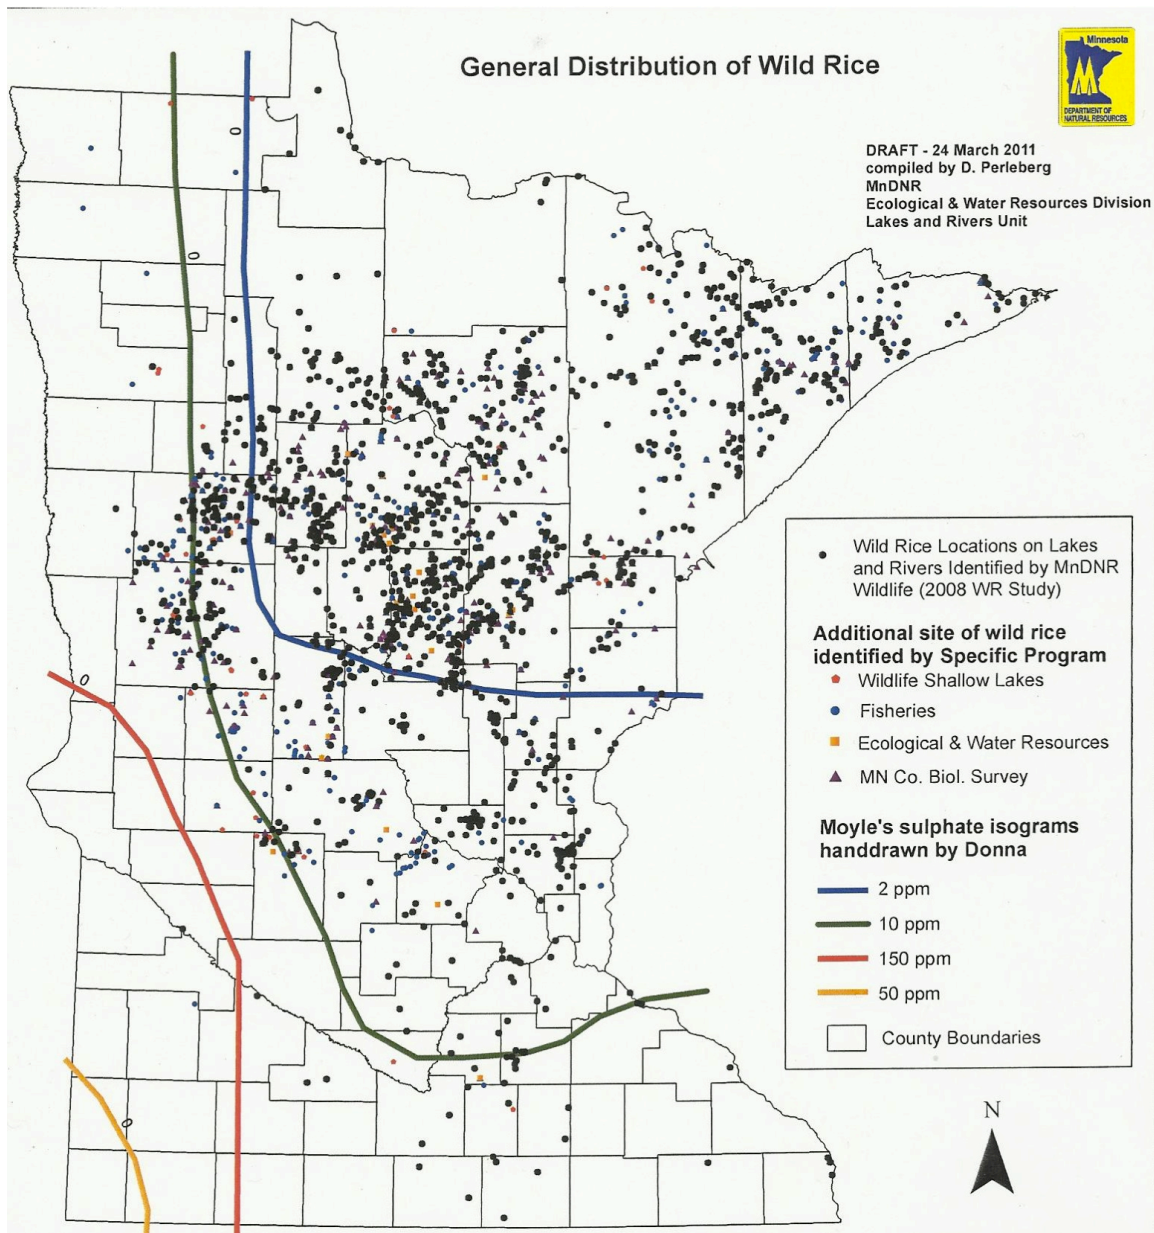 General Distribution of Wild Rice
Minnesota
DEPARTMENT OF
NATURAL RESOURCES
DRAFT - 24 March 2011
compiled by D. Perleberg
MnDNR
Ecological & Water Resources Division
Lakes and Rivers Unit
0
0
0
0
Wild Rice Locations on Lakes
and Rivers Identified by MnDNR
Wildlife (2008 WR Study)
Additional site of wild rice
identified by Specific Program
Wildlife Shallow Lakes
Fisheries
Ecological & Water Resources
MN Co. Biol. Survey
Moyle's sulphate isograms
handdrawn by Donna
2 ppm
10 ppm
150 ppm
50 ppm
County Boundaries
N